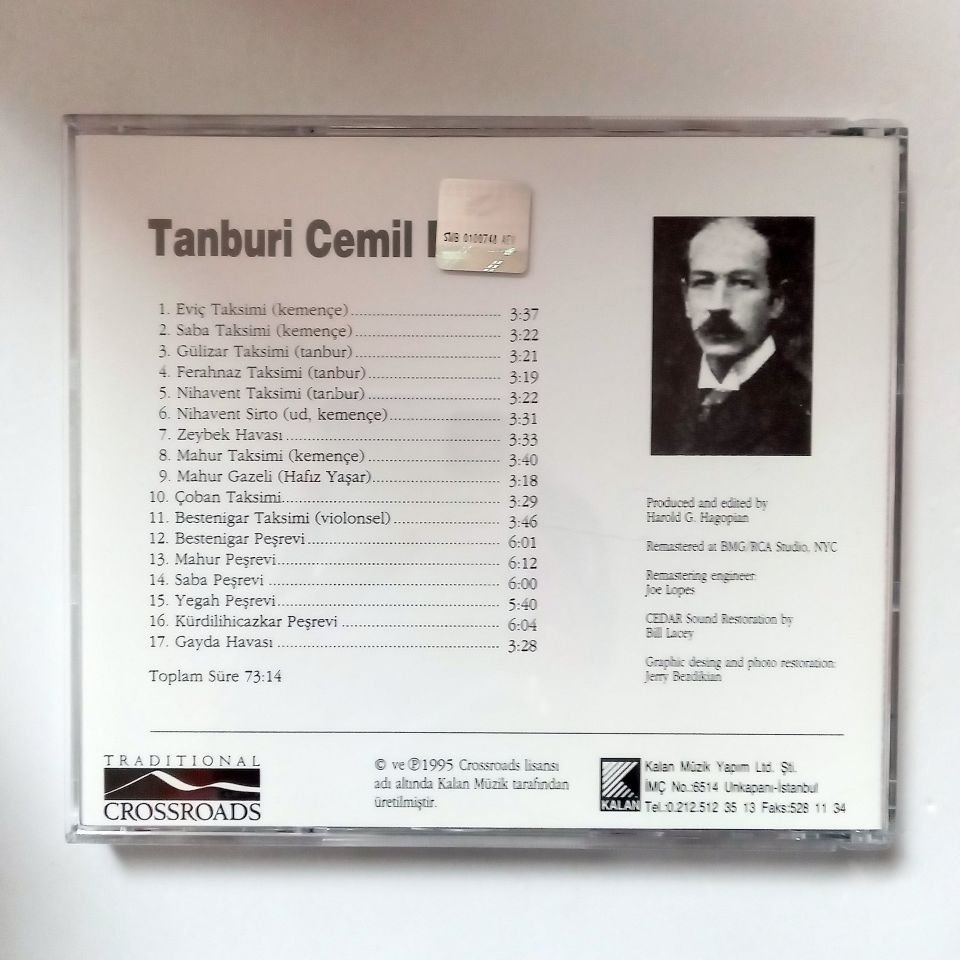 Tanburi Cemil
SMB 0100748
1. Eviç Taksimi (kemençe) 3:37
2. Saba Taksimi (kemençe) 3:22
3. Gülizar Taksimi (tanbur) 3:21
4. Ferahnaz Taksimi (tanbur) 3:19
5. Nihavent Taksimi (tanbur) 3:22
6. Nihavent Sirto (ud, kemençe) 3:31
7. Zeybek Havası 3:33
8. Mahur Taksimi (kemençe) 3:40
9. Mahur Gazeli (Hafız Yaşar) 3:18
10. Çoban Taksimi 3:29
11. Bestenigar Taksimi (violonsel) 3:46
12. Bestenigar Peşrevi 6:01
13. Mahur Peşrevi 6:12
14. Saba Peşrevi 6:00
15. Yegah Peşrevi 5:40
16. Kürdilihicazkar Peşrevi 6:04
17. Gayda Havası 3:28
Toplam Süre 73:14
Produced and edited by
Harold G. Hagopian
Remastered at BMG/RCA Studio, NYC
Remastering engineer:
Joe Lopes
CEDAR Sound Restoration by
Bill Lacey
Graphic desing and photo restoration:
Jerry Bezdikian
TRADITIONAL
CROSSROADS
© ve ℗1995 Crossroads lisansı
adı altında Kalan Müzik tarafından
üretilmiştir.
KALAN
Kalan Müzik Yapım Ltd. Şti.
İMÇ No.:6514 Unkapanı-İstanbul
Tel.:0.212.512 35 13 Faks:528 11 34